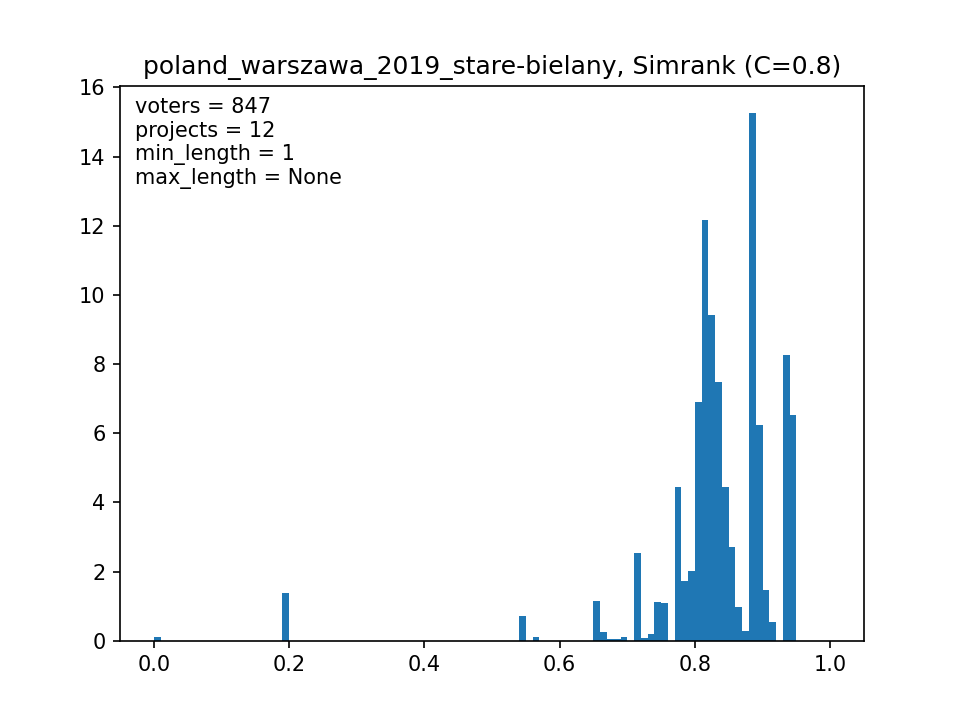 poland_warszawa_2019_stare-bielany, Simrank (C=0.8)
voters = 847
projects = 12
min_length = 1
max_length = None
16
14
12
10
8
6
4
2
0
0.0 0.2 0.4 0.6 0.8 1.0